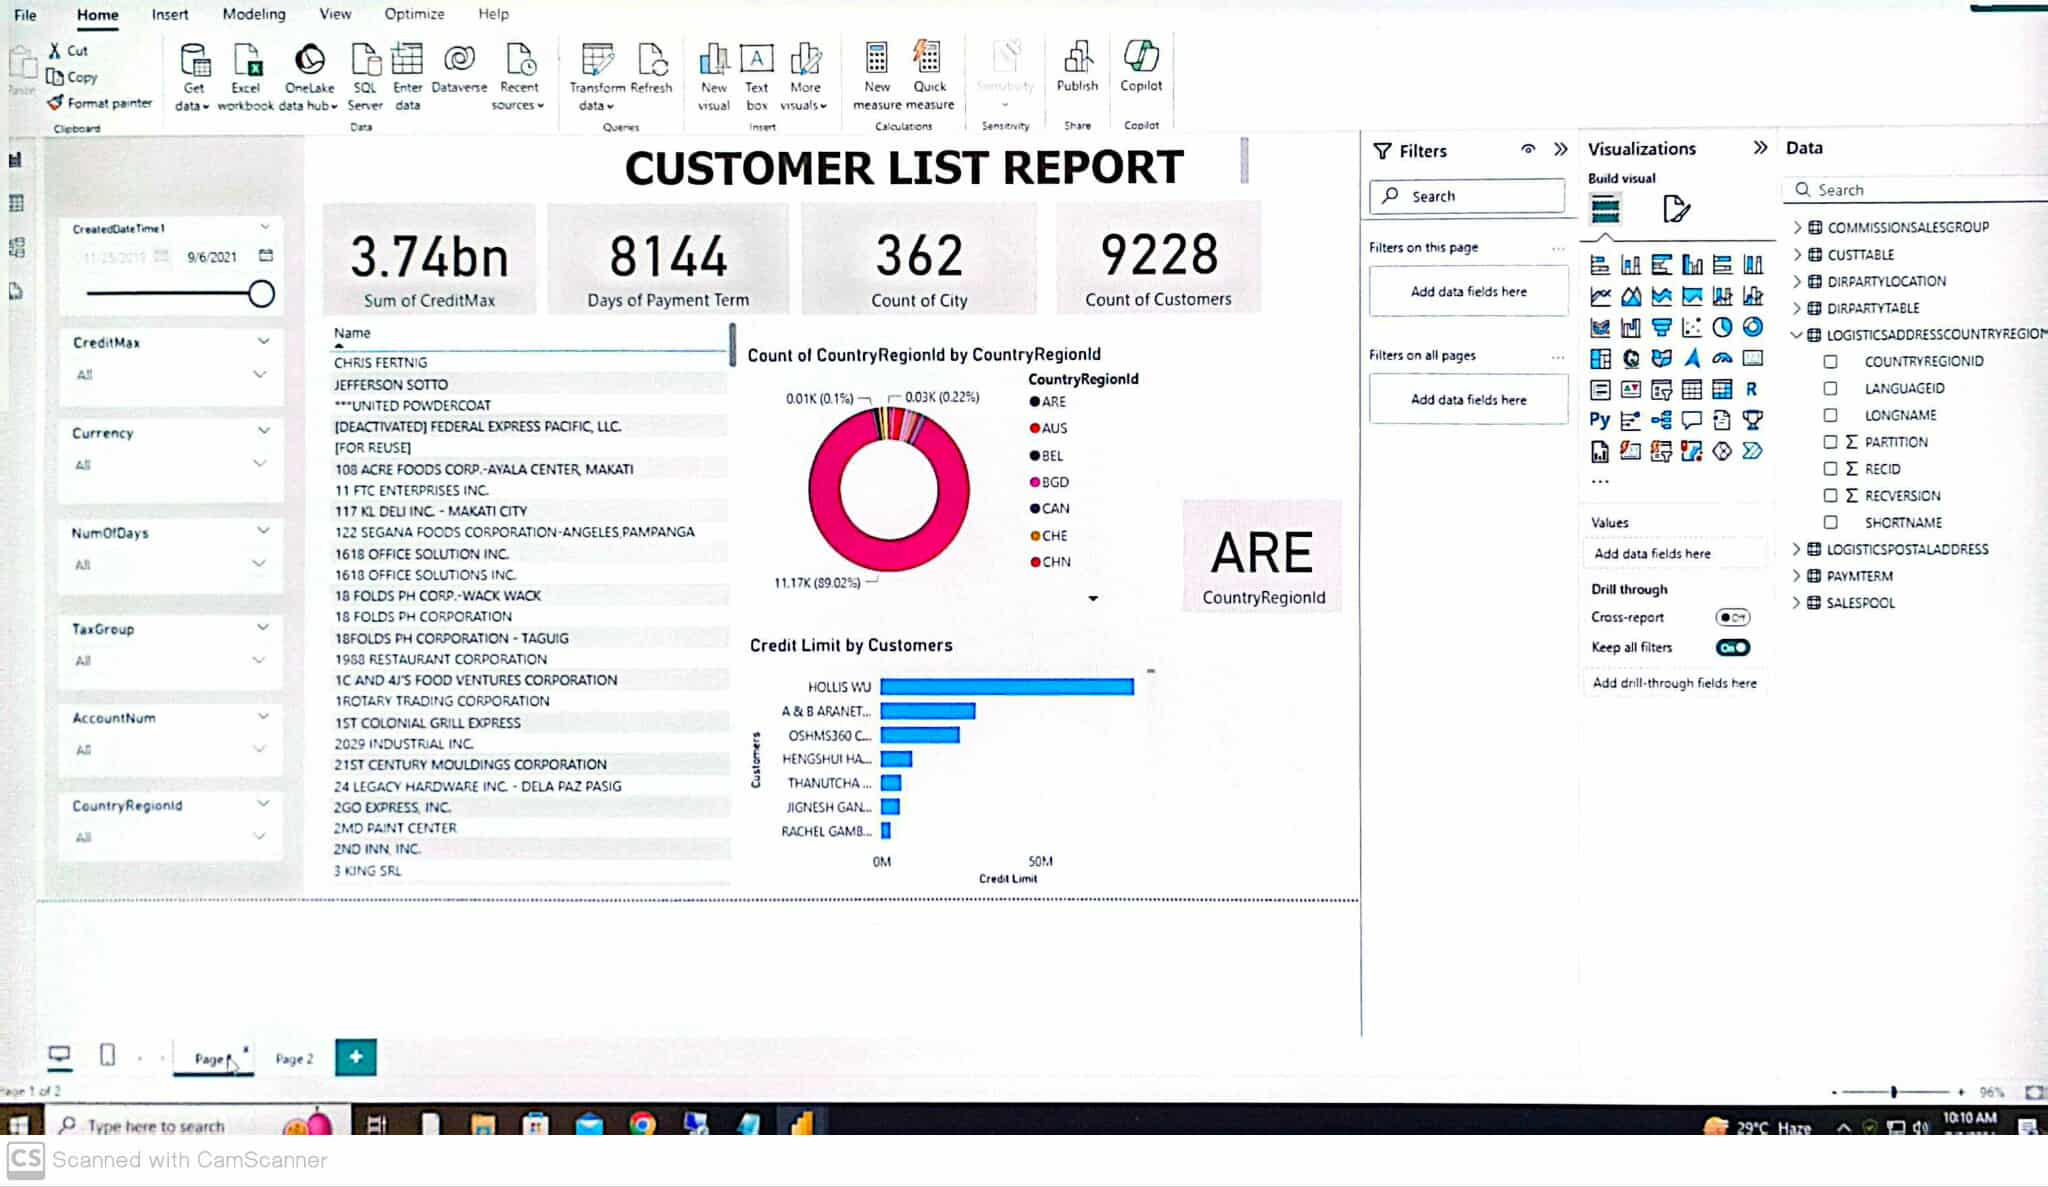 File Home Insert Modeling View Optimize Help
Cut
Copy
Format painter
Clipboard
Get data
Excel workbook
OneLake data hub
SQL Server
Enter data
Dataverse
Recent sources
Data
Transform data
Refresh
Queries
New visual
Text box
More visuals
Insert
New measure
Quick measure
Calculations
Sensitivity
Sensitivity
Publish
Share
Copilot
Copilot
CUSTOMER LIST REPORT
CreatedDateTime1
9/6/2021
CreditMax
All
Currency
All
NumOfDays
All
TaxGroup
All
AccountNum
All
CountryRegionId
All
3.74bn
Sum of CreditMax
8144
Days of Payment Term
362
Count of City
9228
Count of Customers
Name
CHRIS FERTNIG
JEFFERSON SOTTO
***UNITED POWDERCOAT
[DEACTIVATED] FEDERAL EXPRESS PACIFIC, LLC.
[FOR REUSE]
108 ACRE FOODS CORP.-AYALA CENTER, MAKATI
11 FTC ENTERPRISES INC.
117 KL DELI INC. - MAKATI CITY
122 SEGANA FOODS CORPORATION-ANGELES,PAMPANGA
1618 OFFICE SOLUTION INC.
1618 OFFICE SOLUTIONS INC.
18 FOLDS PH CORP.-WACK WACK
18 FOLDS PH CORPORATION
18FOLDS PH CORPORATION - TAGUIG
1988 RESTAURANT CORPORATION
1C AND 4J'S FOOD VENTURES CORPORATION
1ROTARY TRADING CORPORATION
1ST COLONIAL GRILL EXPRESS
2029 INDUSTRIAL INC.
21ST CENTURY MOULDINGS CORPORATION
24 LEGACY HARDWARE INC. - DELA PAZ PASIG
2GO EXPRESS, INC.
2MD PAINT CENTER
2ND INN, INC.
3 KING SRL
Count of CountryRegionId by CountryRegionId
0.01K (0.1%)
0.03K (0.22%)
11.17K (89.02%)
CountryRegionId
ARE
AUS
BEL
BGD
CAN
CHE
CHN
ARE
CountryRegionId
Credit Limit by Customers
Customers
HOLLIS WU
A & B ARANET...
OSHMS360 C...
HENGSHUI HA...
THANUTCHA ...
JIGNESH GAN...
RACHEL GAMB...
0M 50M
Credit Limit
Filters
Search
Filters on this page
Add data fields here
Filters on all pages
Add data fields here
Visualizations
Build visual
R
Py
Values
Add data fields here
Drill through
Cross-report Off
Keep all filters On
Add drill-through fields here
Data
Search
COMMISSIONSALESGROUP
CUSTTABLE
DIRPARTYLOCATION
DIRPARTYTABLE
LOGISTICSADDRESSCOUNTRYREGION
COUNTRYREGIONID
LANGUAGEID
LONGNAME
PARTITION
RECID
RECVERSION
SHORTNAME
LOGISTICSPOSTALADDRESS
PAYMTERM
SALESPOOL
Page Page 2
Page 1 of 2
96%
Type here to search
29°C Haze
10:10 AM
CS Scanned with CamScanner